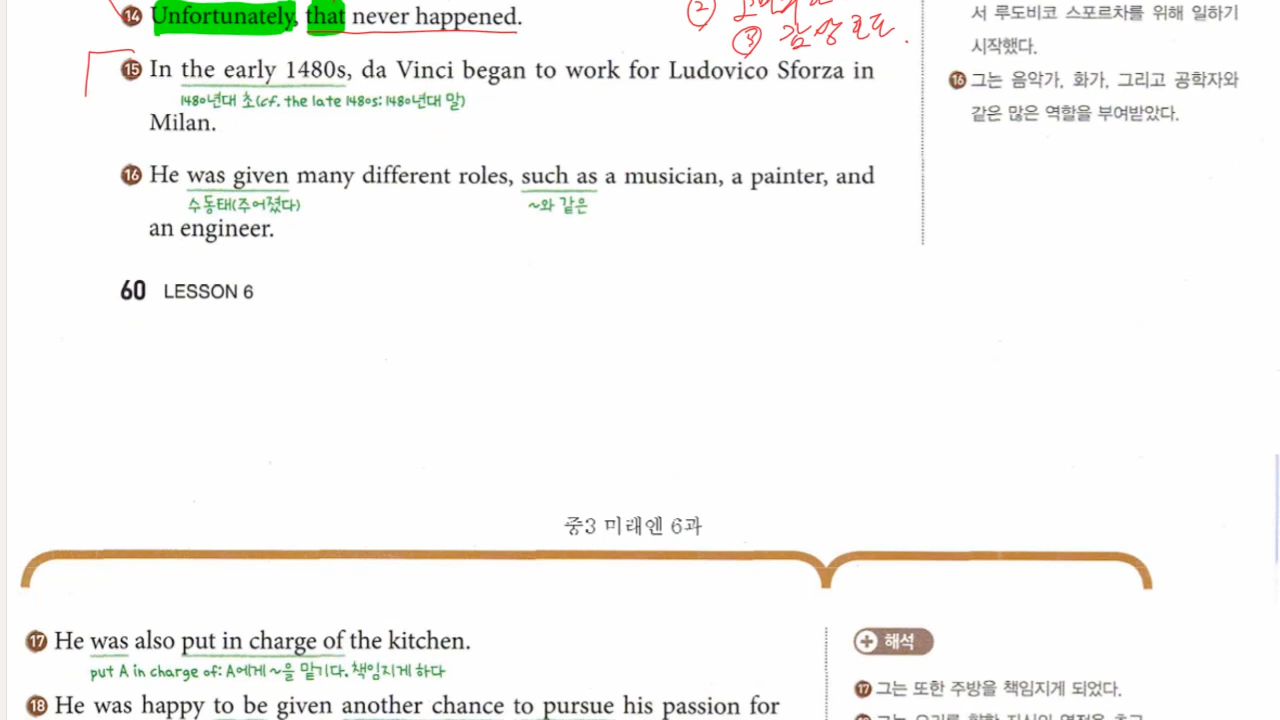 ⑭ Unfortunately, that never happened.
②
③ 감상 포도.
서 루도비코 스포르차를 위해 일하기
시작했다.
⑮ In the early 1480s, da Vinci began to work for Ludovico Sforza in
1480년대 초(cf. the late 1480s: 1480년대 말)
Milan.
⑯ 그는 음악가, 화가, 그리고 공학자와
같은 많은 역할을 부여받았다.
⑯ He was given many different roles, such as a musician, a painter, and
수동태(주어졌다)
~와 같은
an engineer.
60 LESSON 6
중3 미래엔 6과
⑰ He was also put in charge of the kitchen.
put A in charge of: A에게 ~을 맡기다, 책임지게 하다
⑱ He was happy to be given another chance to pursue his passion for
해석
⑰ 그는 또한 주방을 책임지게 되었다.